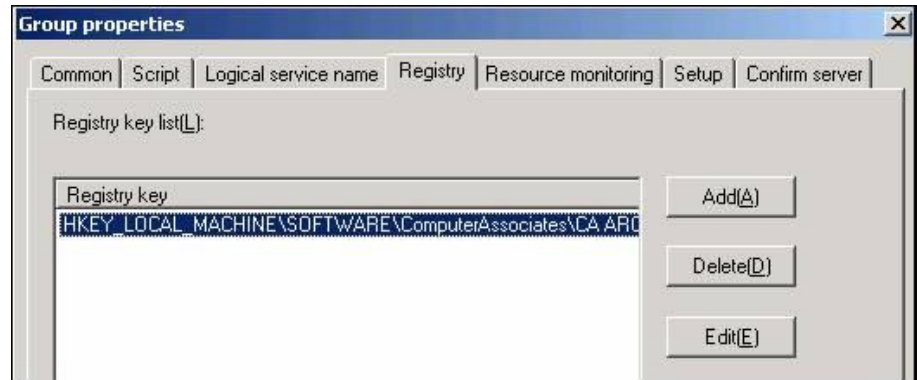 Group properties
Common Script Logical service name Registry Resource monitoring Setup Confirm server
Registry key list(L):
Registry key
Add(A)
HKEY_LOCAL_MACHINE\SOFTWARE\ComputerAssociates\CA ARC
Delete(D)
Edit(E)